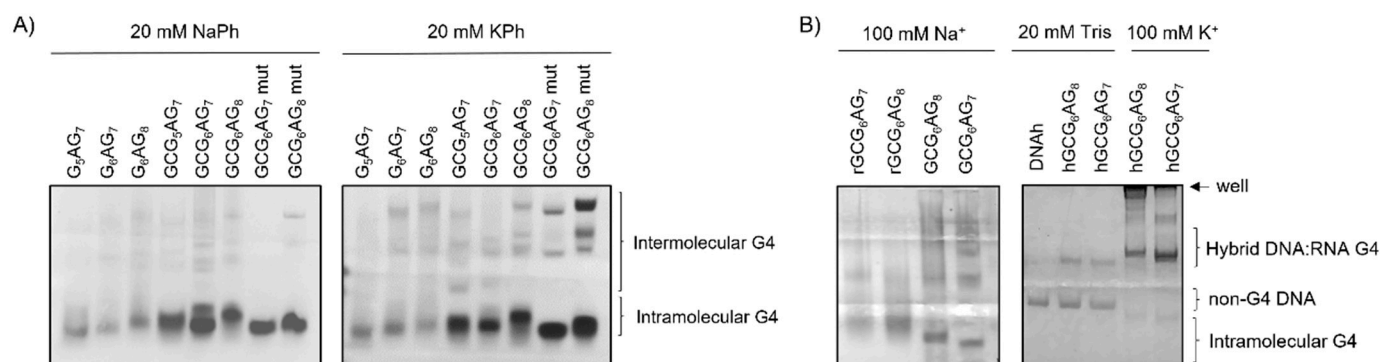 A)
20 mM NaPh
20 mM KPh
G₅AG₇
G₆AG₇
G₆AG₈
GCG₅AG₇
GCG₆AG₇
GCG₆AG₈
GCG₆AG₇ mut
GCG₆AG₈ mut
G₅AG₇
G₆AG₇
G₆AG₈
GCG₅AG₇
GCG₆AG₇
GCG₆AG₈
GCG₆AG₇ mut
GCG₆AG₈ mut
Intermolecular G4
Intramolecular G4
B)
100 mM Na⁺
20 mM Tris
100 mM K⁺
rGCG₆AG₇
rGCG₆AG₈
GCG₆AG₈
GCG₆AG₇
DNAh
hGCG₆AG₈
hGCG₆AG₇
hGCG₆AG₈
hGCG₆AG₇
well
Hybrid DNA:RNA G4
non-G4 DNA
Intramolecular G4